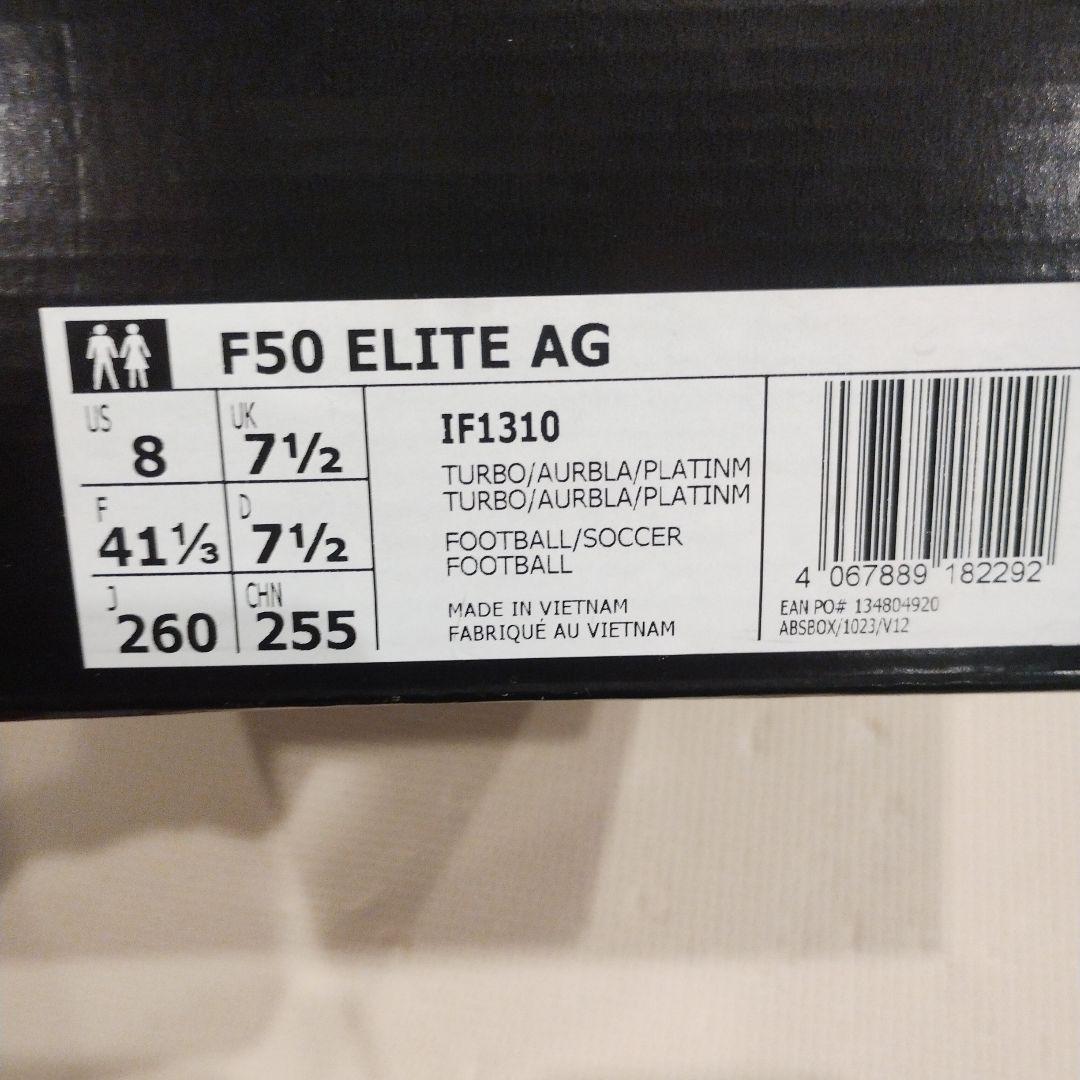 F50 ELITE AG
US 8 UK 7½
F 41⅓ D 7½
J 260 CHN 255
IF1310
TURBO/AURBLA/PLATINM
TURBO/AURBLA/PLATINM
FOOTBALL/SOCCER
FOOTBALL
MADE IN VIETNAM
FABRIQUÉ AU VIETNAM
4 067889 182292
EAN PO# 134804920
ABSBOX/1023/V12